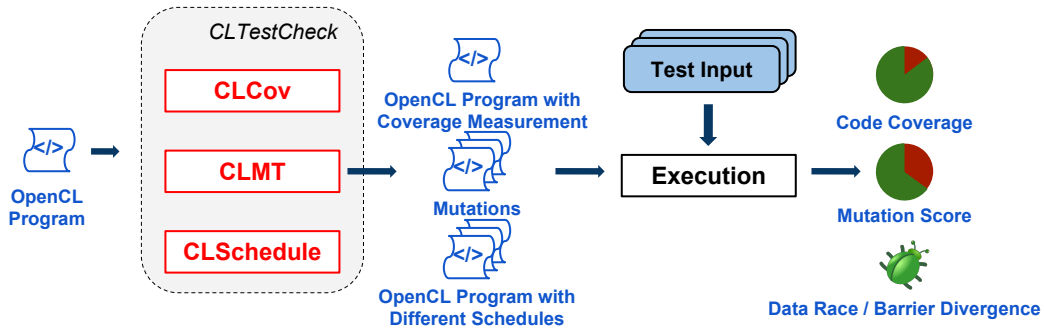 CLTestCheck
CLCov
CLMT
CLSchedule
</>
OpenCL
Program
</>
OpenCL Program with
Coverage Measurement
</>
Mutations
</>
OpenCL Program with
Different Schedules
Test Input
Execution
Code Coverage
Mutation Score
Data Race / Barrier Divergence